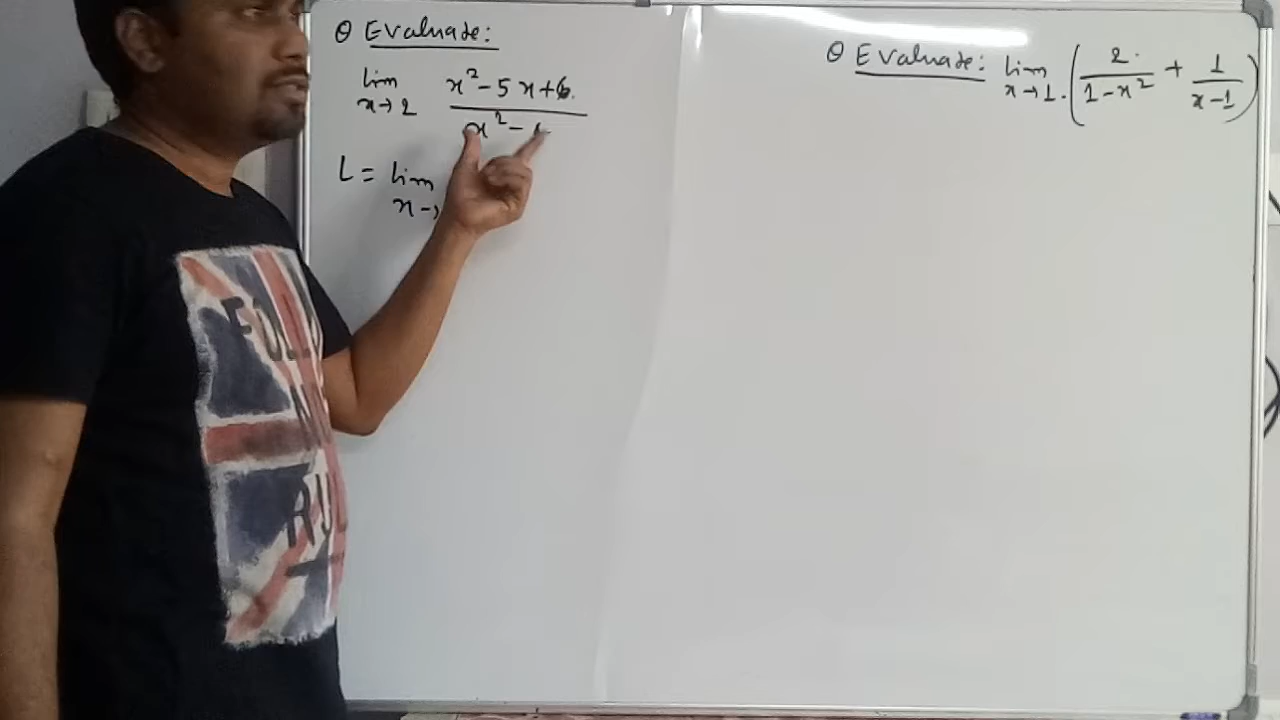 Θ Evaluate:
lim x→2 (x² - 5x + 6) / (x² -
L = lim x→
Θ Evaluate: lim x→1 (2/(1-x²) + 1/(x-1))